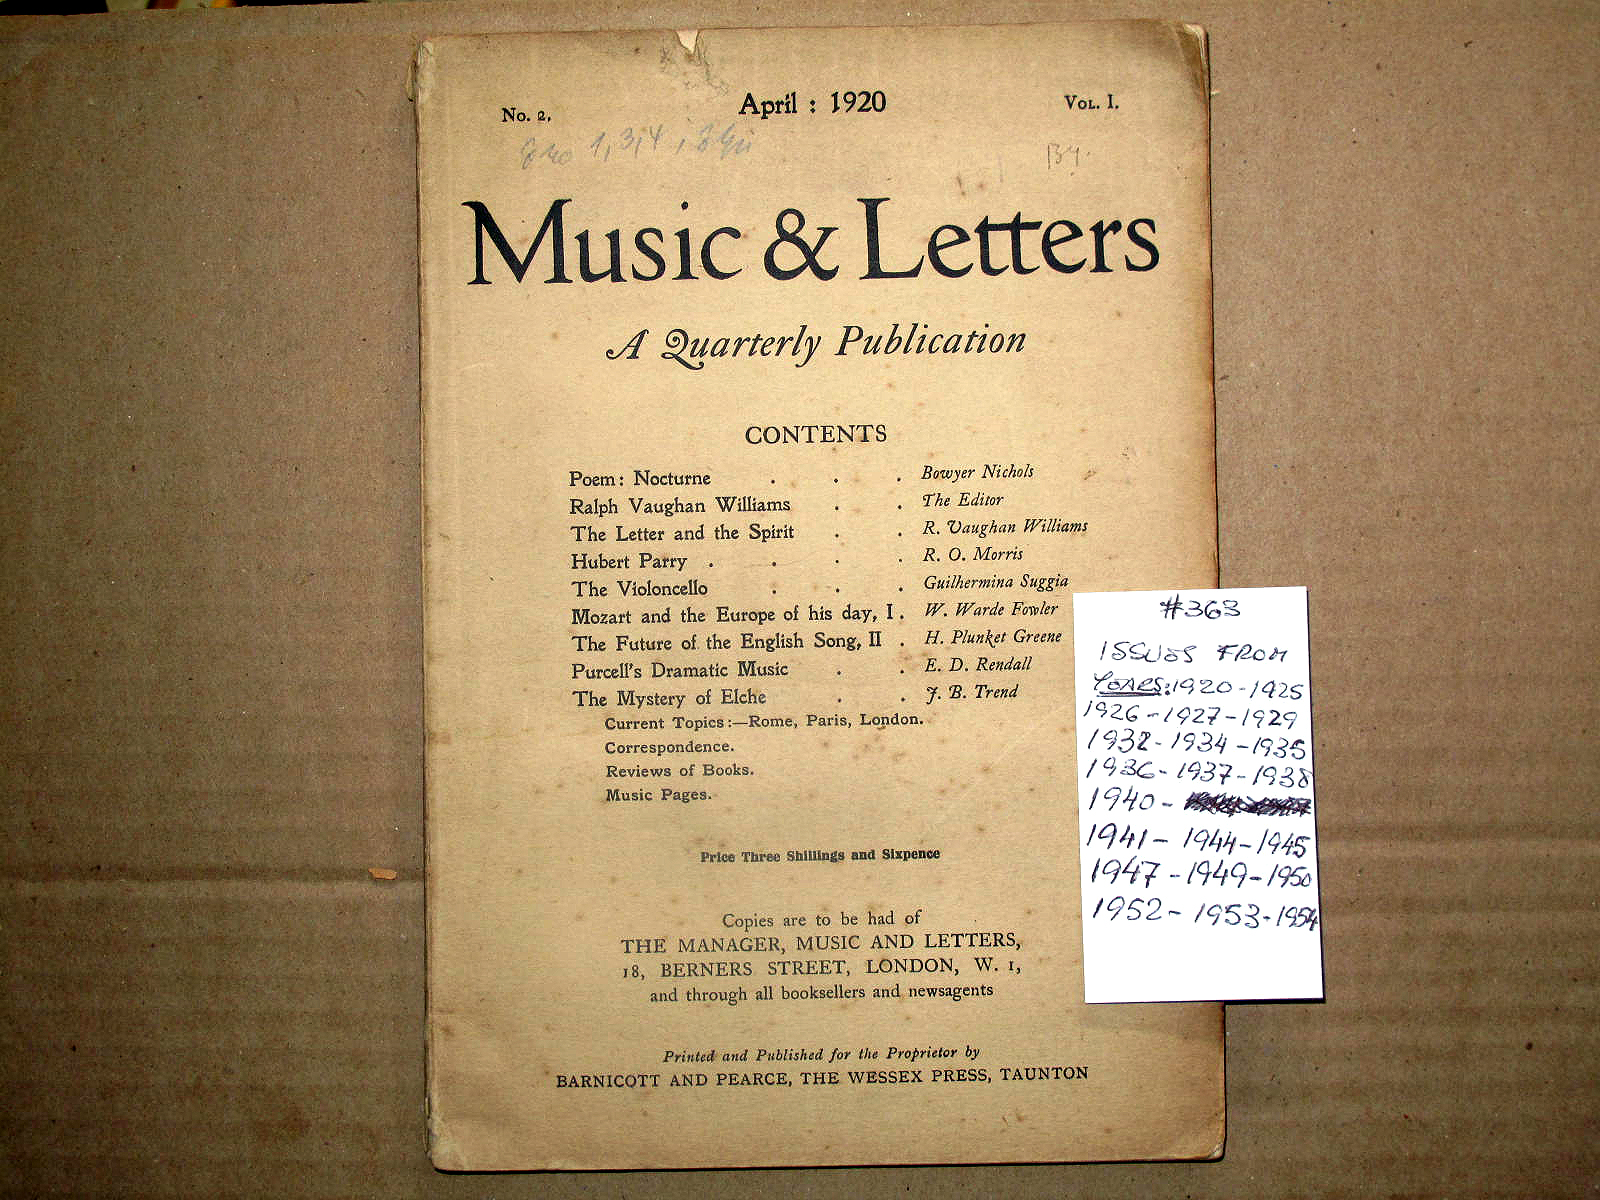 No. 2. April : 1920 Vol. I.
1, 3, 4
Music & Letters
A Quarterly Publication
CONTENTS
Poem: Nocturne . . . Bowyer Nichols
Ralph Vaughan Williams . . The Editor
The Letter and the Spirit . . R. Vaughan Williams
Hubert Parry . . . . R. O. Morris
The Violoncello . . . Guilhermina Suggia
Mozart and the Europe of his day, I . W. Warde Fowler
The Future of the English Song, II . H. Plunket Greene
Purcell's Dramatic Music . . E. D. Rendall
The Mystery of Elche . . J. B. Trend
Current Topics:—Rome, Paris, London.
Correspondence.
Reviews of Books.
Music Pages.
Price Three Shillings and Sixpence
Copies are to be had of
THE MANAGER, MUSIC AND LETTERS,
18, BERNERS STREET, LONDON, W. 1,
and through all booksellers and newsagents
Printed and Published for the Proprietor by
BARNICOTT AND PEARCE, THE WESSEX PRESS, TAUNTON
#363
ISSUES FROM
YEARS: 1920 - 1925
1926 - 1927 - 1929
1932 - 1934 - 1935
1936 - 1937 - 1938
1940 -
1941 - 1944 - 1945
1947 - 1949 - 1950
1952 - 1953 - 1954